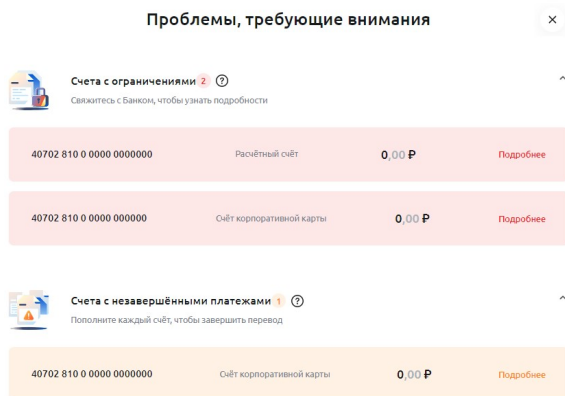 Проблемы, требующие внимания
Счета с ограничениями 2 ?
Свяжитесь с Банком, чтобы узнать подробности
40702 810 0 0000 0000000 Расчётный счёт 0,00 ₽ Подробнее
40702 810 0 0000 000000 Счёт корпоративной карты 0,00 ₽ Подробнее
Счета с незавершёнными платежами 1 ?
Пополните каждый счёт, чтобы завершить перевод
40702 810 0 0000 0000000 Счёт корпоративной карты 0,00 ₽ Подробнее